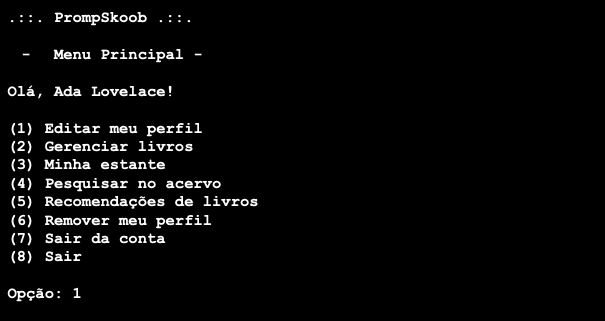 .::. PrompSkoob .::.
- Menu Principal -
Olá, Ada Lovelace!
(1) Editar meu perfil
(2) Gerenciar livros
(3) Minha estante
(4) Pesquisar no acervo
(5) Recomendações de livros
(6) Remover meu perfil
(7) Sair da conta
(8) Sair
Opção: 1